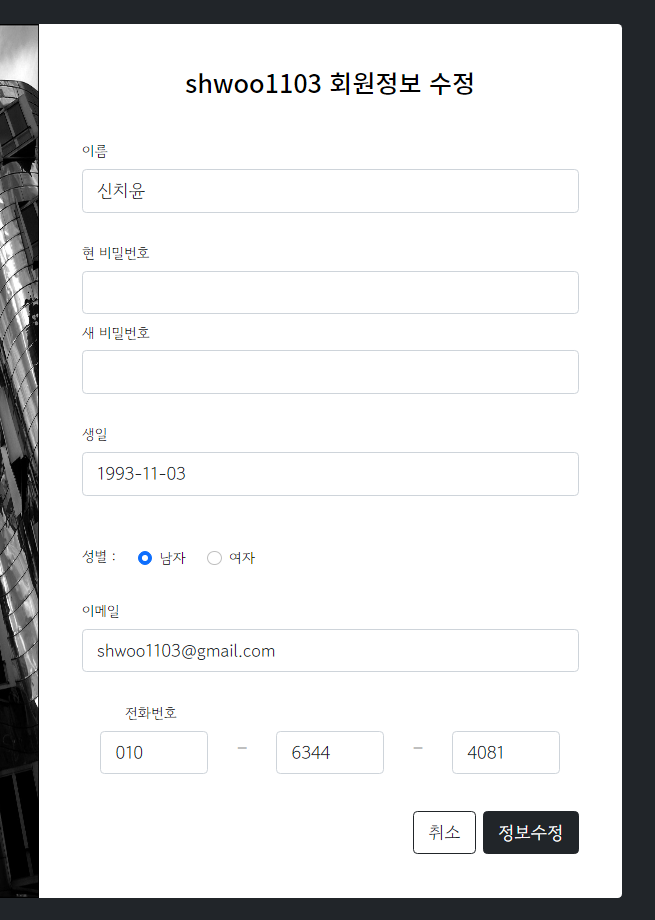 shwoo1103 회원정보 수정
이름
신치윤
현 비밀번호
새 비밀번호
생일
1993-11-03
성별 : 남자 여자
이메일
shwoo1103@gmail.com
전화번호
010 – 6344 – 4081
취소 정보수정